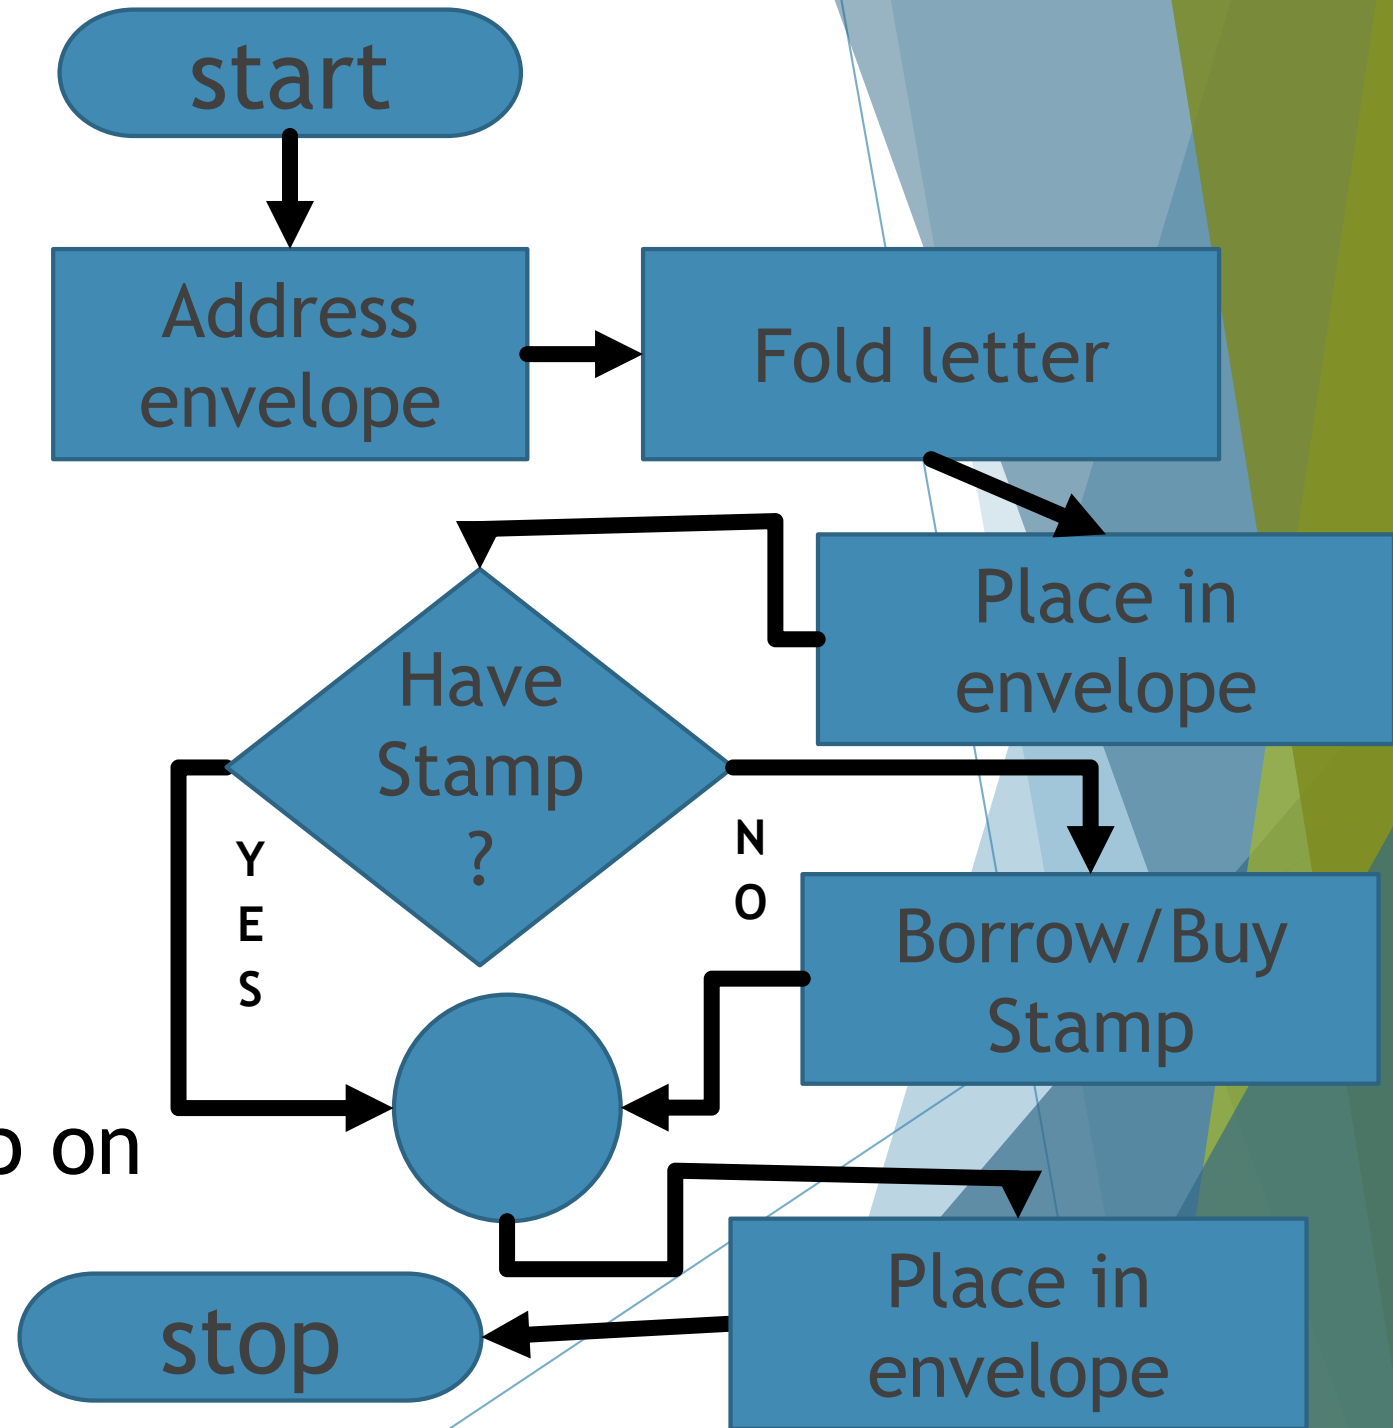 start
Address
envelope
Fold letter
Place in
envelope
Have
Stamp
?
Y
E
S
N
O
Borrow/Buy
Stamp
on
Place in
envelope
stop